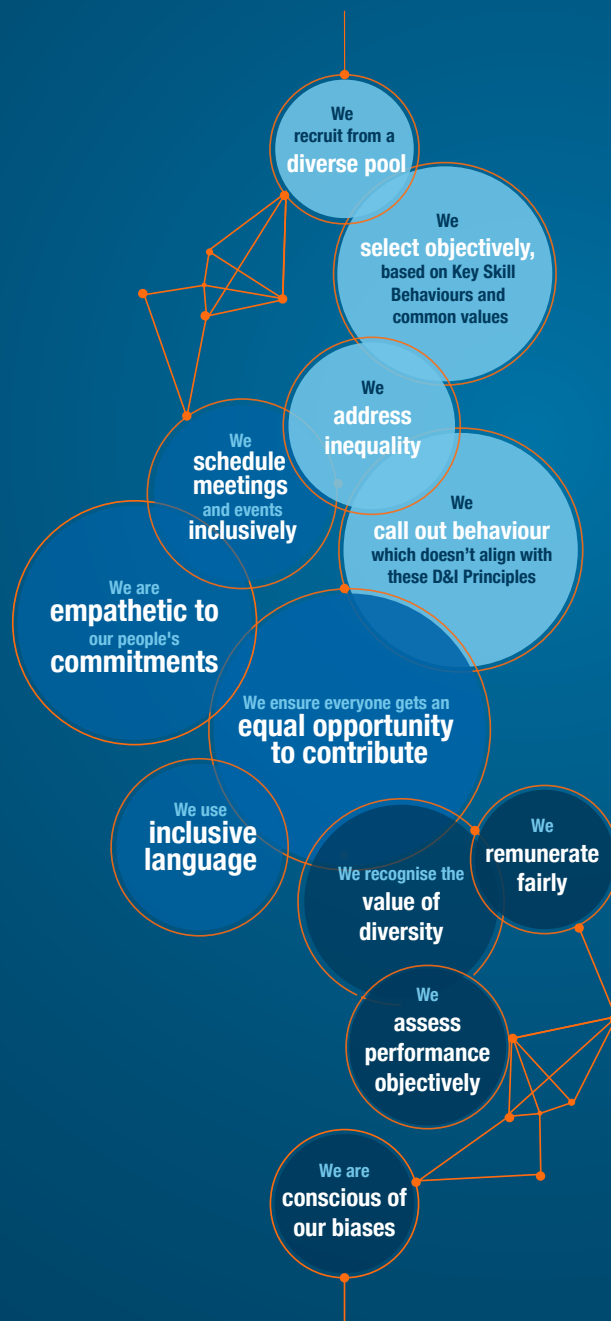 We
recruit from a
diverse pool
We
select objectively,
based on Key Skill
Behaviours and
common values
We
address
inequality
We
schedule
meetings
and events
inclusively
We
call out behaviour
which doesn't align with
these D&I Principles
We are
empathetic to
our people's
commitments
We ensure everyone gets an
equal opportunity
to contribute
We use
inclusive
language
We
remunerate
fairly
We recognise the
value of
diversity
We
assess
performance
objectively
We are
conscious of
our biases